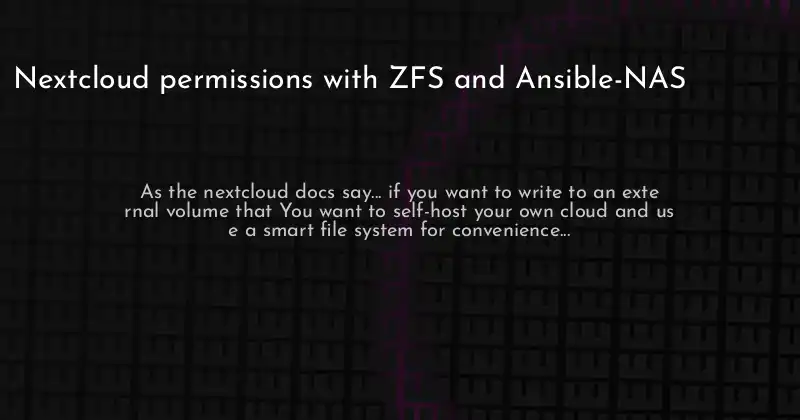 Nextcloud permissions with ZFS and Ansible-NAS
As the nextcloud docs say... if you want to write to an exte
rnal volume that You want to self-host your own cloud and us
e a smart file system for convenience...